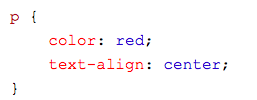 p {
    color: red;
    text-align: center;
}